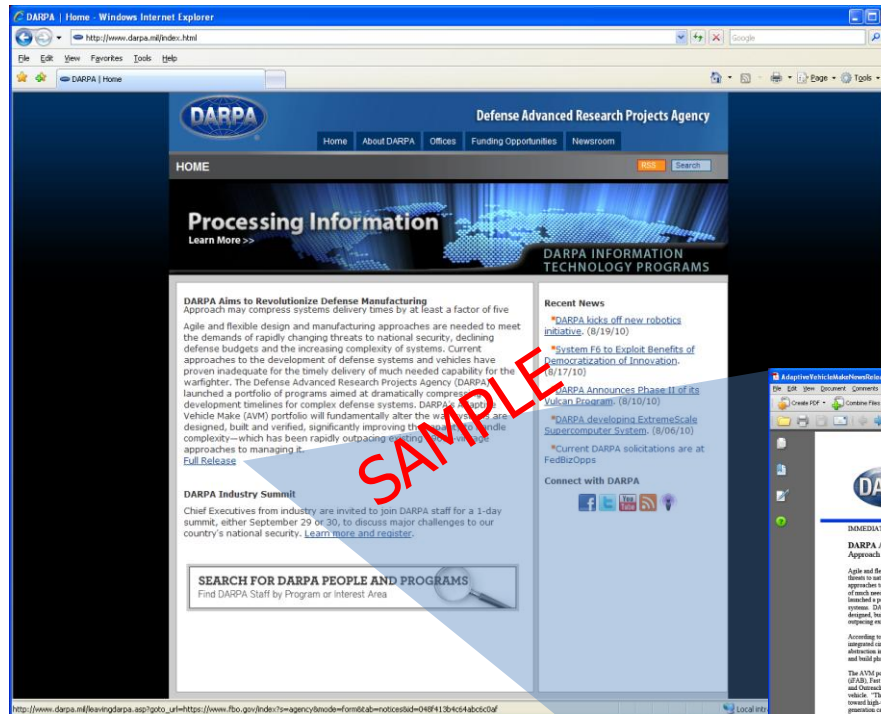 DARPA | Home - Windows Internet Explorer
http://www.darpa.mil/index.html
Google
File Edit View Favorites Tools Help
DARPA | Home
Page Tools
DARPA
Defense Advanced Research Projects Agency
Home About DARPA Offices Funding Opportunities Newsroom
HOME
RSS Search
Processing Information
Learn More >>
DARPA INFORMATION
TECHNOLOGY PROGRAMS
DARPA Aims to Revolutionize Defense Manufacturing
Approach may compress systems delivery times by at least a factor of five
Agile and flexible design and manufacturing approaches are needed to meet
the demands of rapidly changing threats to national security, declining
defense budgets and the increasing complexity of systems. Current
approaches to the development of defense systems and vehicles have
proven inadequate for the timely delivery of much needed capability for the
warfighter. The Defense Advanced Research Projects Agency (DARPA)
launched a portfolio of programs aimed at dramatically
development timelines for complex defense systems. DARPA's Adaptive
Vehicle Make (AVM) portfolio will fundamentally alter the way systems are
designed, built and verified, significantly improving the capacity to handle
complexity—which has been rapidly outpacing existing
approaches to managing it.
Full Release
DARPA Industry Summit
Chief Executives from industry are invited to join DARPA staff for a 1-day
summit, either September 29 or 30, to discuss major challenges to our
country's national security. Learn more and register.
SEARCH FOR DARPA PEOPLE AND PROGRAMS
Find DARPA Staff by Program or Interest Area
Recent News
DARPA kicks off new robotics
initiative. (8/19/10)
System F6 to Exploit Benefits of
Democratization of Innovation.
(8/17/10)
DARPA Announces Phase II of its
Vulcan Program. (8/10/10)
DARPA developing ExtremeScale
Supercomputer System. (8/06/10)
Current DARPA solicitations are at
FedBizOpps
Connect with DARPA
You
Tube
SAMPLE
File Edit View Document Comments
Create PDF Combine Files
DA
IMMEDIAT
DARPA A
Approach
http://www.darpa.mil/leavingdarpa.asp?goto_url=https://www.fbo.gov/index?s=agency&mode=form&tab=notices&id=048f413b4c64abc6c0af
Local intr